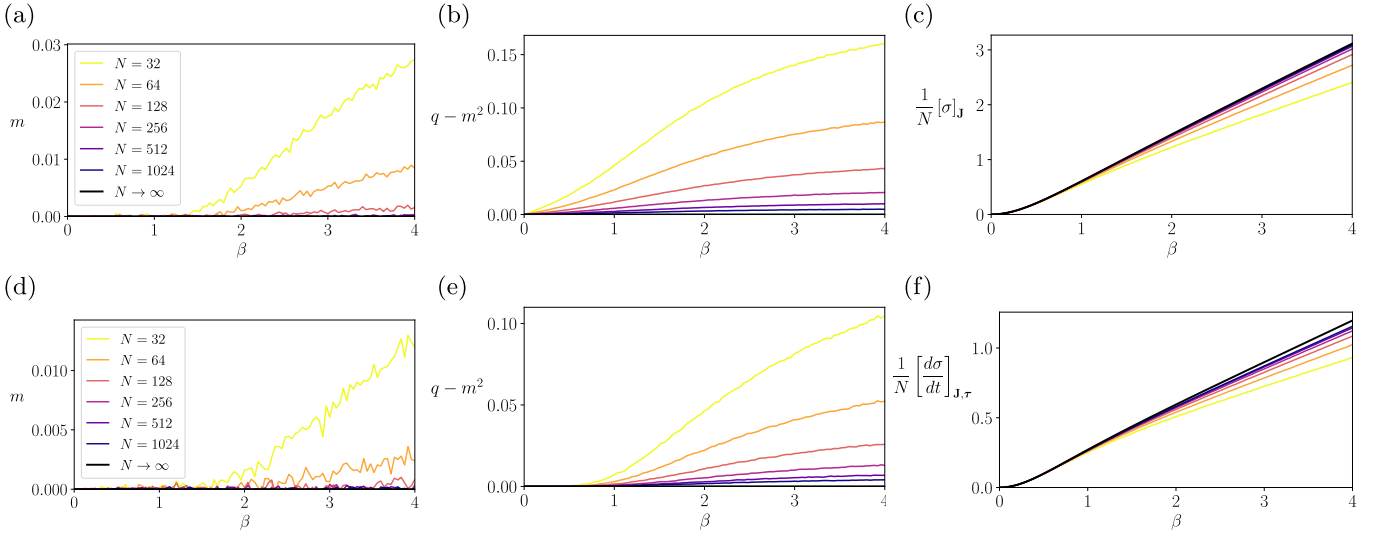 (a)
0.03
0.02
0.01
0.00
m
N = 32
N = 64
N = 128
N = 256
N = 512
N = 1024
N → ∞
0 1 2 3 4
β
(b)
0.15
0.10
0.05
0.00
q − m²
0 1 2 3 4
β
(c)
3
2
1
0
1/N [σ]_J
0 1 2 3 4
β
(d)
0.010
0.005
0.000
m
N = 32
N = 64
N = 128
N = 256
N = 512
N = 1024
N → ∞
0 1 2 3 4
β
(e)
0.10
0.05
0.00
q − m²
0 1 2 3 4
β
(f)
1.0
0.5
0.0
1/N [dσ/dt]_J,τ
0 1 2 3 4
β